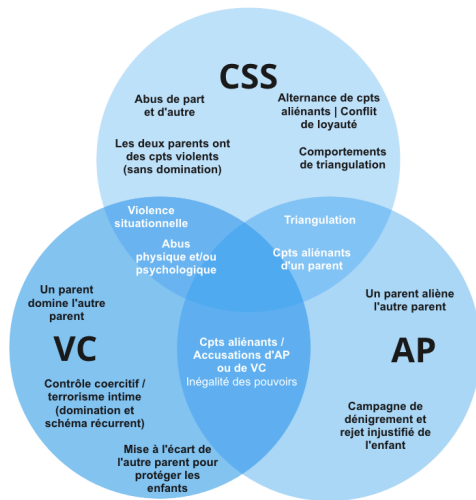 CSS
Abus de part
et d'autre
Alternance de cpts
aliénants | Conflit
de loyauté
Les deux parents ont
des cpts violents
(sans domination)
Comportements
de triangulation
Violence
situationnelle
Triangulation
Abus
physique et/ou
psychologique
Cpts aliénants
d'un parent
Un parent
domine l'autre
parent
Un parent aliène
l'autre parent
VC
Cpts aliénants /
Accusations d'AP
ou de VC
Inégalité des pouvoirs
AP
Contrôle coercitif /
terrorisme intime
(domination et
schéma récurrent)
Campagne de
dénigrement et
rejet injustifié de
l'enfant
Mise à l'écart de
l'autre parent pour
protéger les
enfants